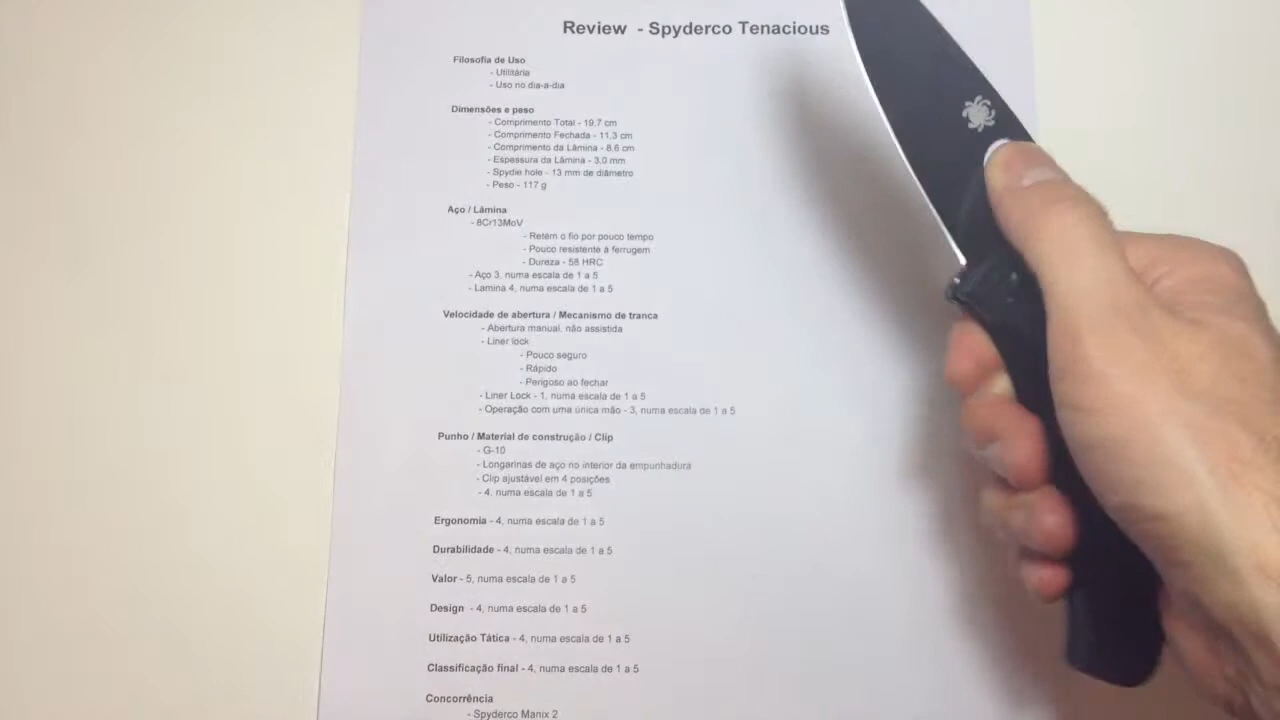 Review - Spyderco Tenacious
Filosofia de Uso
- Utilitária
- Uso no dia-a-dia
Dimensões e peso
- Comprimento Total - 19,7 cm
- Comprimento Fechada - 11,3 cm
- Comprimento da Lâmina - 8,6 cm
- Espessura da Lâmina - 3,0 mm
- Spydie hole - 13 mm de diâmetro
- Peso - 117 g
Aço / Lâmina
- 8Cr13MoV
- Retém o fio por pouco tempo
- Pouco resistente à ferrugem
- Dureza - 58 HRC
- Aço 3, numa escala de 1 a 5
- Lamina 4, numa escala de 1 a 5
Velocidade de abertura / Mecanismo de tranca
- Abertura manual, não assistida
- Liner lock
- Pouco seguro
- Rápido
- Perigoso ao fechar
- Liner Lock - 1, numa escala de 1 a 5
- Operação com uma única mão - 3, numa escala de 1 a 5
Punho / Material de construção / Clip
- G-10
- Longarinas de aço no interior da empunhadura
- Clip ajustável em 4 posições
- 4, numa escala de 1 a 5
Ergonomia - 4, numa escala de 1 a 5
Durabilidade - 4, numa escala de 1 a 5
Valor - 5, numa escala de 1 a 5
Design - 4, numa escala de 1 a 5
Utilização Tática - 4, numa escala de 1 a 5
Classificação final - 4, numa escala de 1 a 5
Concorrência
- Spyderco Manix 2